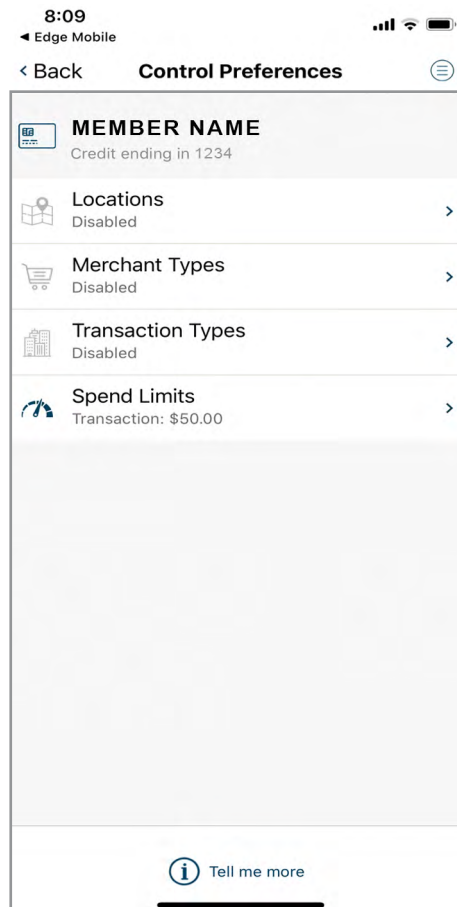 8:09
◀ Edge Mobile
< Back Control Preferences
MEMBER NAME
Credit ending in 1234
Locations
Disabled
Merchant Types
Disabled
Transaction Types
Disabled
Spend Limits
Transaction: $50.00
Tell me more